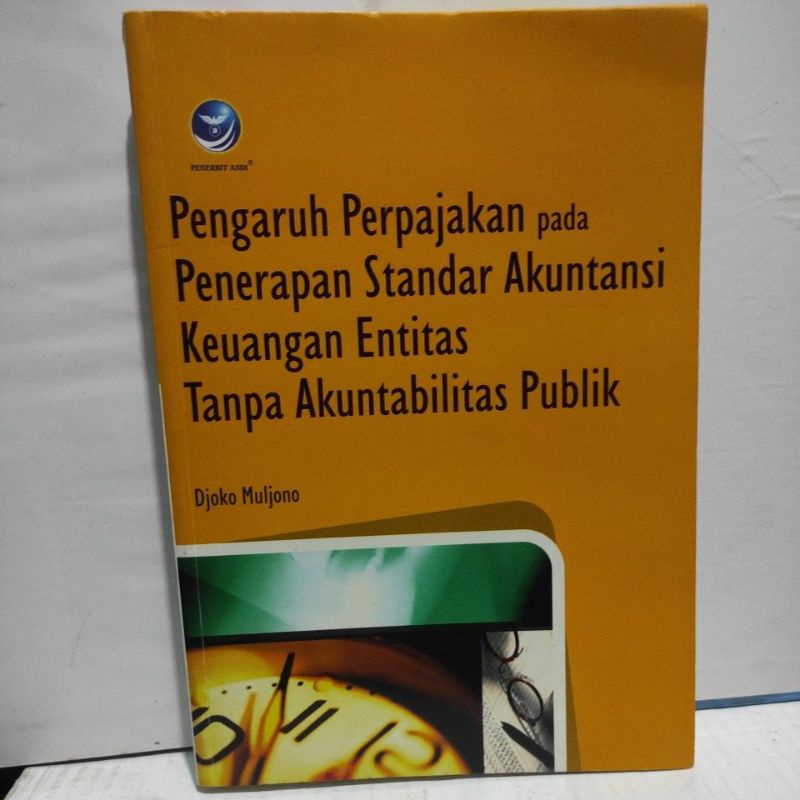 PENERBIT ANDI®
Pengaruh Perpajakan pada
Penerapan Standar Akuntansi
Keuangan Entitas
Tanpa Akuntabilitas Publik
Djoko Muljono